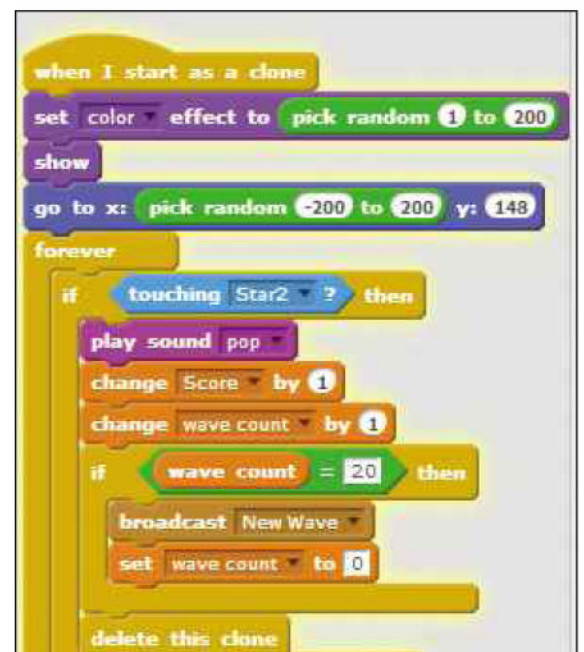 when I start as a clone
set color effect to pick random 1 to 200
show
go to x: pick random -200 to 200 y: 148
forever
if touching Star2 ? then
play sound pop
change Score by 1
change wave count by 1
if wave count = 20 then
broadcast New Wave
set wave count to 0
delete this clone